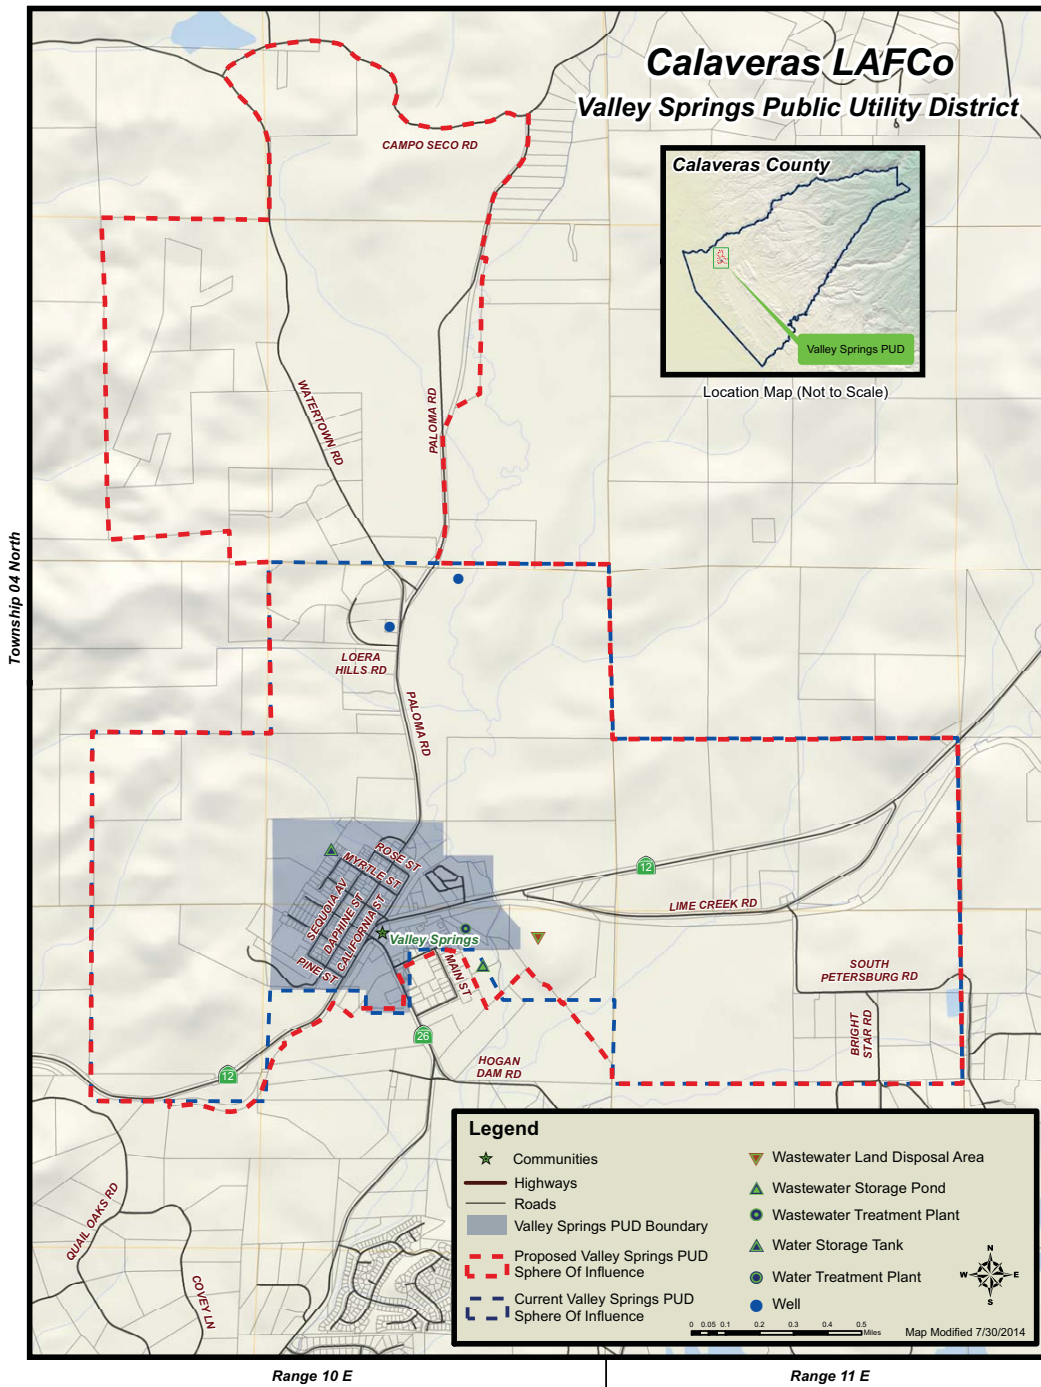 Calaveras LAFCo
Valley Springs Public Utility District
CAMPO SECO RD
Calaveras County
Valley Springs PUD
Location Map (Not to Scale)
WATERTOWN RD
PALOMA RD
Township 04 North
LOERA
HILLS RD
PALOMA RD
ROSE ST
MYRTLE ST
SEQUOIA AV
DAPHINE ST
CALIFORNIA ST
PINE ST
Valley Springs
MAIN ST
12
LIME CREEK RD
SOUTH
PETERSBURG RD
BRIGHT
STAR RD
26
12
HOGAN
DAM RD
QUAIL OAKS RD
COVEY LN
Legend
Communities
Highways
Roads
Valley Springs PUD Boundary
Proposed Valley Springs PUD
Sphere Of Influence
Current Valley Springs PUD
Sphere Of Influence
Wastewater Land Disposal Area
Wastewater Storage Pond
Wastewater Treatment Plant
Water Storage Tank
Water Treatment Plant
Well
N
W E
S
0 0.05 0.1 0.2 0.3 0.4 0.5
Miles
Map Modified 7/30/2014
Range 10 E
Range 11 E